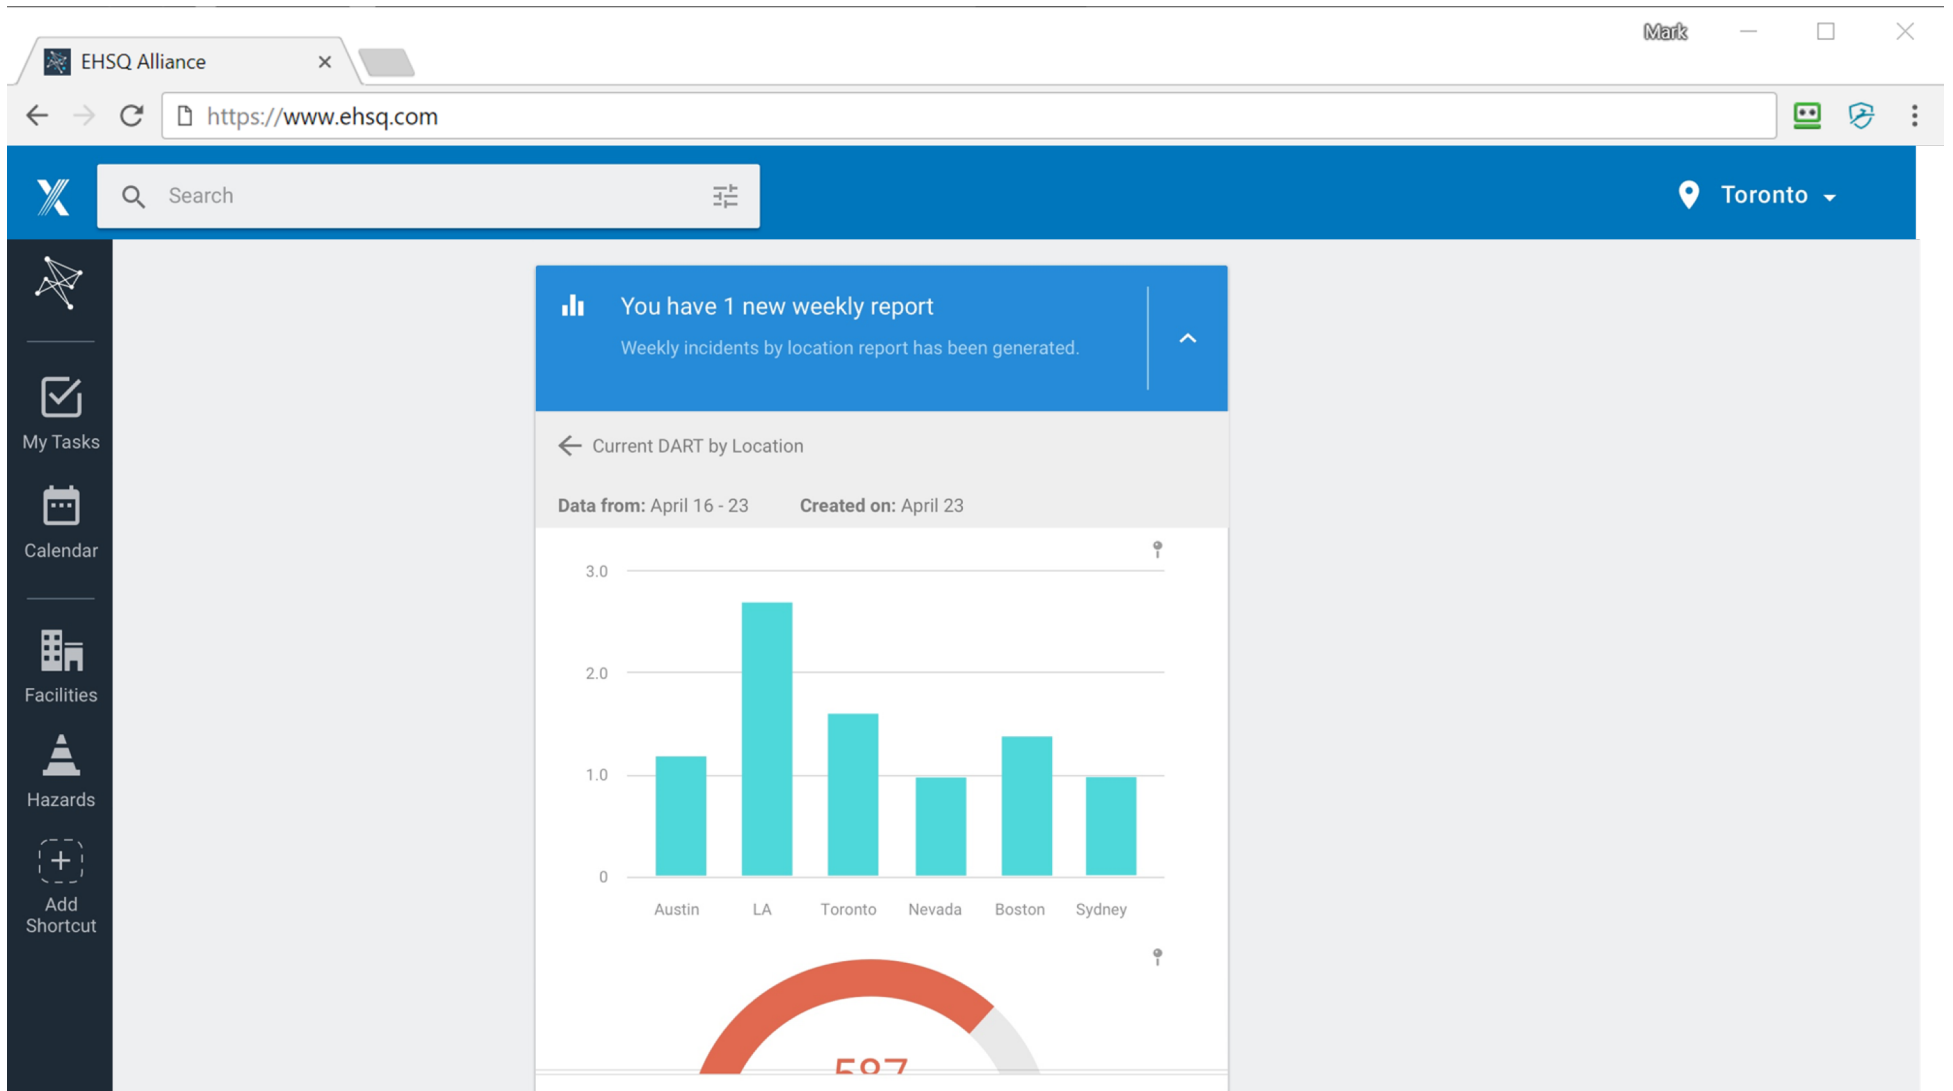 Mark
EHSQ Alliance
https://www.ehsq.com
Search
Toronto
You have 1 new weekly report
Weekly incidents by location report has been generated.
My Tasks
Current DART by Location
Data from: April 16 - 23 Created on: April 23
Calendar
3.0
2.0
1.0
0
Austin LA Toronto Nevada Boston Sydney
Facilities
Hazards
Add
Shortcut
587